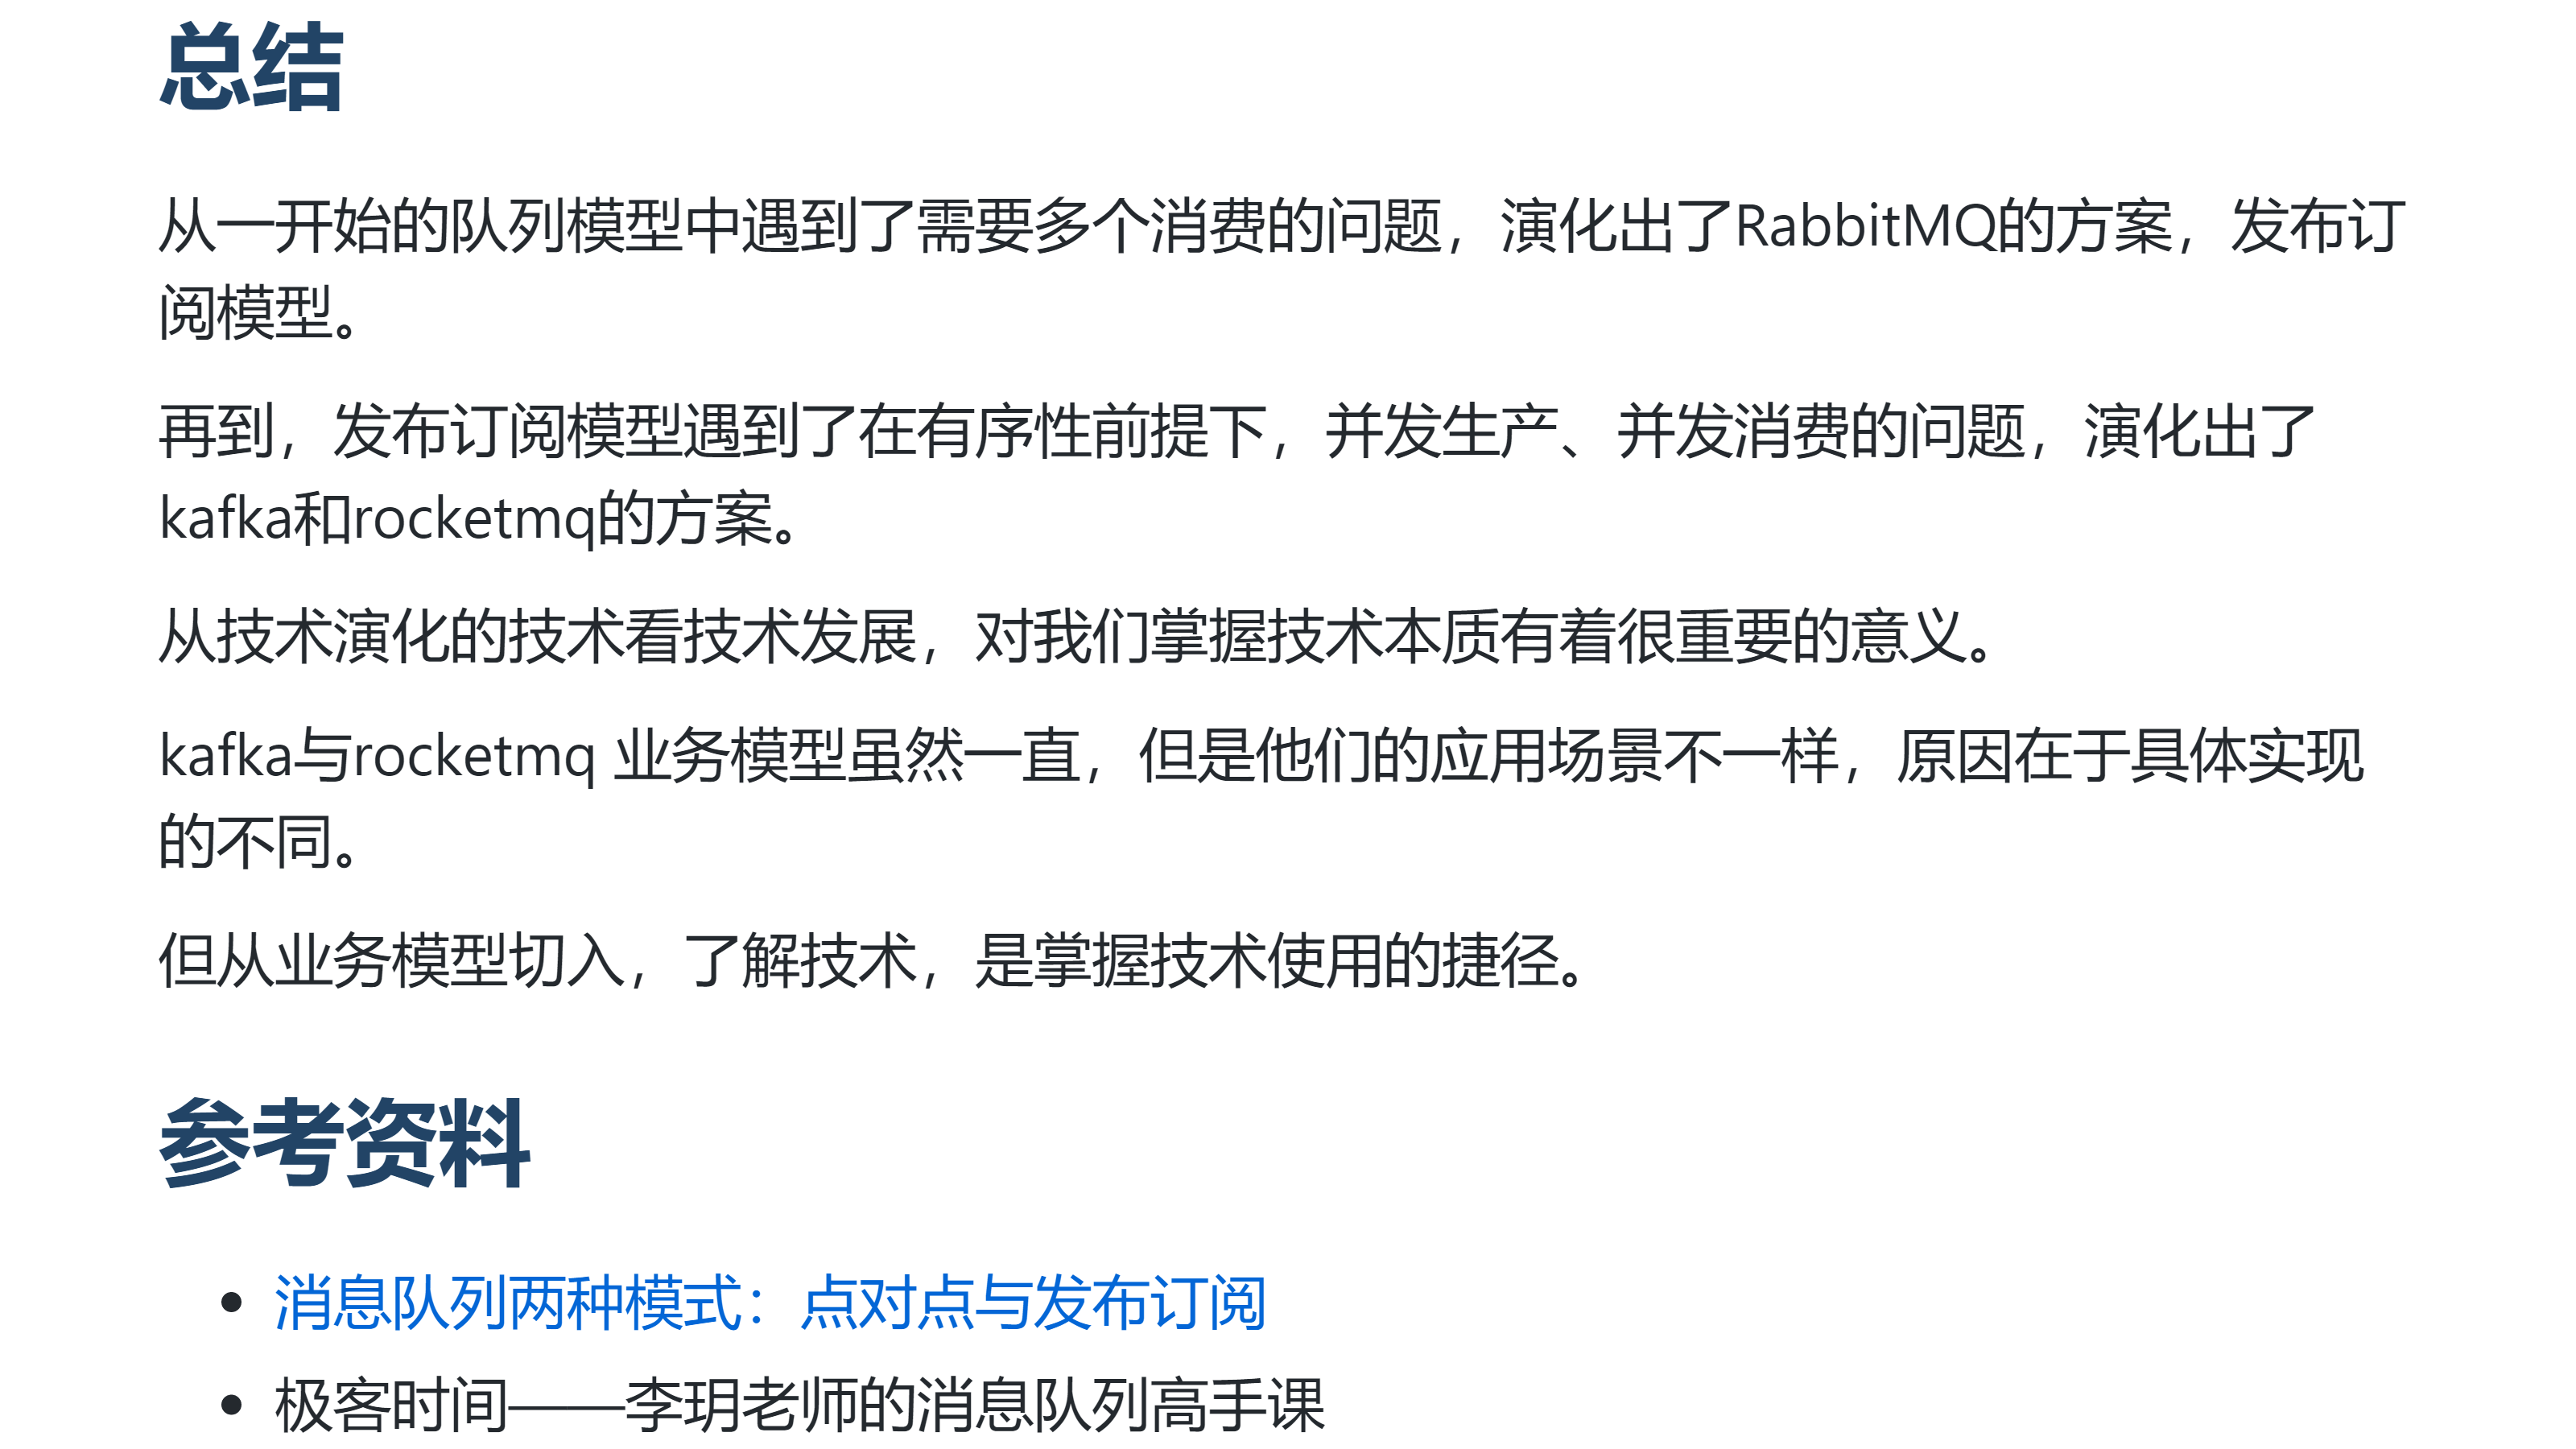 总结
从一开始的队列模型中遇到了需要多个消费的问题，演化出了RabbitMQ的方案，发布订
阅模型。
再到，发布订阅模型遇到了在有序性前提下，并发生产、并发消费的问题，演化出了
kafka和rocketmq的方案。
从技术演化的技术看技术发展，对我们掌握技术本质有着很重要的意义。
kafka与rocketmq 业务模型虽然一直，但是他们的应用场景不一样，原因在于具体实现
的不同。
但从业务模型切入，了解技术，是掌握技术使用的捷径。
参考资料
• 消息队列两种模式：点对点与发布订阅
• 极客时间——李玥老师的消息队列高手课